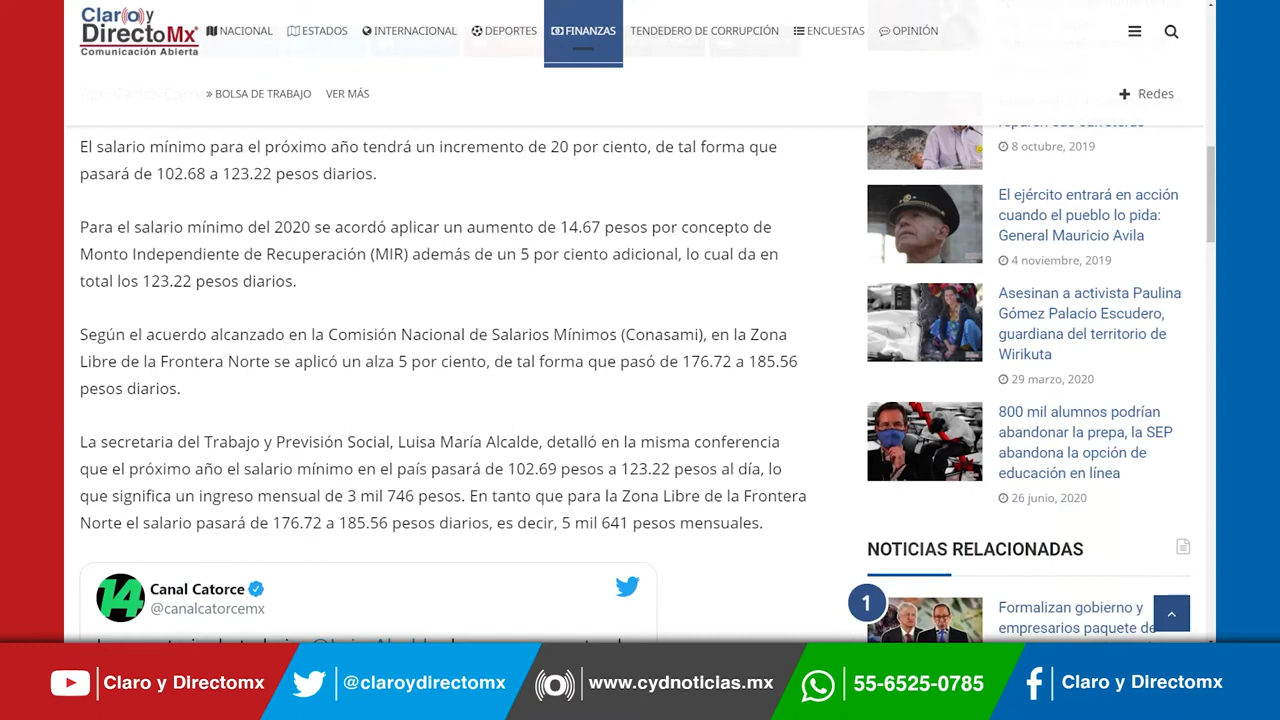 Claro y
DirectoMx
Comunicación Abierta
NACIONAL
ESTADOS
INTERNACIONAL
DEPORTES
FINANZAS
TENDEDERO DE CORRUPCIÓN
ENCUESTAS
OPINIÓN
» BOLSA DE TRABAJO
VER MÁS
Redes
El salario mínimo para el próximo año tendrá un incremento de 20 por ciento, de tal forma que
pasará de 102.68 a 123.22 pesos diarios.
Para el salario mínimo del 2020 se acordó aplicar un aumento de 14.67 pesos por concepto de
Monto Independiente de Recuperación (MIR) además de un 5 por ciento adicional, lo cual da en
total los 123.22 pesos diarios.
Según el acuerdo alcanzado en la Comisión Nacional de Salarios Mínimos (Conasami), en la Zona
Libre de la Frontera Norte se aplicó un alza 5 por ciento, de tal forma que pasó de 176.72 a 185.56
pesos diarios.
La secretaria del Trabajo y Previsión Social, Luisa María Alcalde, detalló en la misma conferencia
que el próximo año el salario mínimo en el país pasará de 102.69 pesos a 123.22 pesos al día, lo
que significa un ingreso mensual de 3 mil 746 pesos. En tanto que para la Zona Libre de la Frontera
Norte el salario pasará de 176.72 a 185.56 pesos diarios, es decir, 5 mil 641 pesos mensuales.
14
Canal Catorce
@canalcatorcemx
8 octubre, 2019
El ejército entrará en acción
cuando el pueblo lo pida:
General Mauricio Avila
4 noviembre, 2019
Asesinan a activista Paulina
Gómez Palacio Escudero,
guardiana del territorio de
Wirikuta
29 marzo, 2020
800 mil alumnos podrían
abandonar la prepa, la SEP
abandona la opción de
educación en línea
26 junio, 2020
NOTICIAS RELACIONADAS
1
Formalizan gobierno y
empresarios paquete de
Claro y Directomx
@claroydirectomx
www.cydnoticias.mx
55-6525-0785
Claro y Directomx